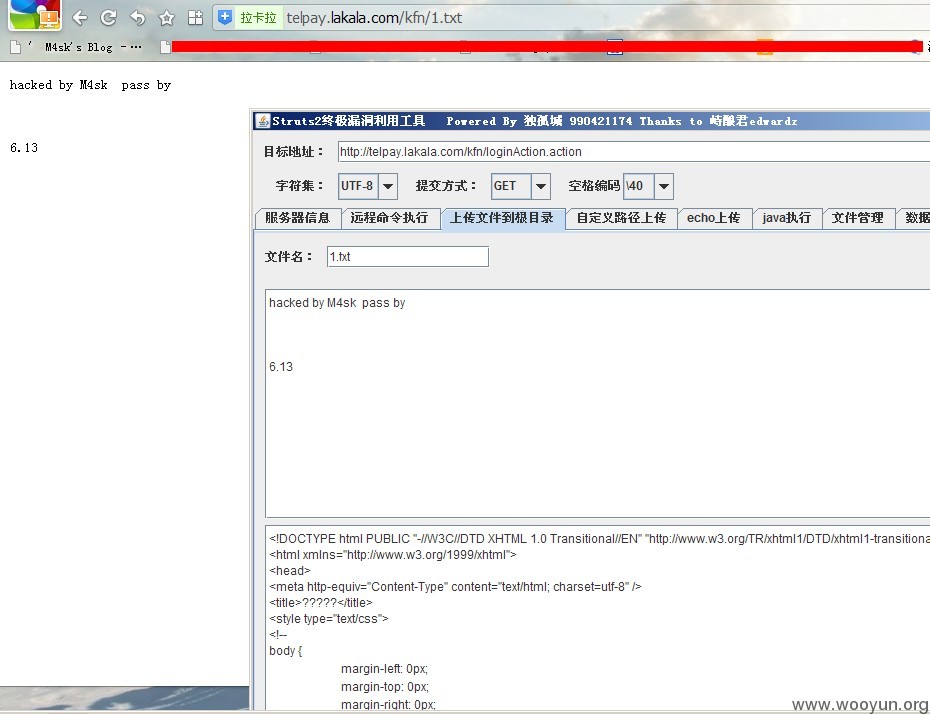 拉卡拉 telpay.lakala.com/kfn/1.txt
' M4sk's Blog - ···
hacked by M4sk pass by
6.13
Struts2终极漏洞利用工具 Powered By 独孤城 990421174 Thanks to 峙酿君edwardz
目标地址： http://telpay.lakala.com/kfn/loginAction.action
字符集： UTF-8 提交方式： GET 空格编码 \40
服务器信息 远程命令执行 上传文件到根目录 自定义路径上传 echo上传 java执行 文件管理 数据
文件名： 1.txt
hacked by M4sk pass by
6.13
<!DOCTYPE html PUBLIC "-//W3C//DTD XHTML 1.0 Transitional//EN" "http://www.w3.org/TR/xhtml1/DTD/xhtml1-transitiona
<html xmlns="http://www.w3.org/1999/xhtml">
<head>
<meta http-equiv="Content-Type" content="text/html; charset=utf-8" />
<title>?????</title>
<style type="text/css">
<!--
body {
margin-left: 0px;
margin-top: 0px;
margin-right: 0px;
www.wooyun.org